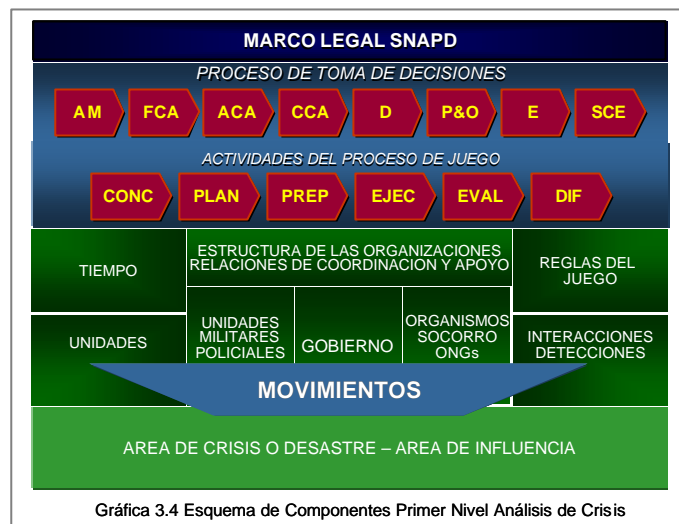 MARCO LEGAL SNAPD
PROCESO DE TOMA DE DECISIONES
AM FCA ACA CCA D P&O E SCE
ACTIVIDADES DEL PROCESO DE JUEGO
CONC PLAN PREP EJEC EVAL DIF
TIEMPO
ESTRUCTURA DE LAS ORGANIZACIONES
RELACIONES DE COORDINACION Y APOYO
REGLAS DEL
JUEGO
UNIDADES
UNIDADES
MILITARES
POLICIALES
GOBIERNO
ORGANISMOS
SOCORRO
ONGs
INTERACCIONES
DETECCIONES
MOVIMIENTOS
AREA DE CRISIS O DESASTRE – AREA DE INFLUENCIA
Gráfica 3.4 Esquema de Componentes Primer Nivel Análisis de Crisis